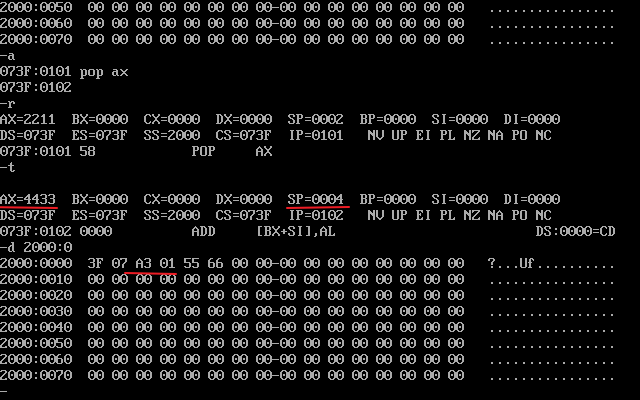 2000:0050  00 00 00 00 00 00 00 00-00 00 00 00 00 00 00 00   ................
2000:0060  00 00 00 00 00 00 00 00-00 00 00 00 00 00 00 00   ................
2000:0070  00 00 00 00 00 00 00 00-00 00 00 00 00 00 00 00   ................
-a
073F:0101 pop ax
073F:0102
-r
AX=2211  BX=0000  CX=0000  DX=0000  SP=0002  BP=0000  SI=0000  DI=0000
DS=073F  ES=073F  SS=2000  CS=073F  IP=0101   NV UP EI PL NZ NA PO NC
073F:0101 58            POP     AX
-t
AX=4433  BX=0000  CX=0000  DX=0000  SP=0004  BP=0000  SI=0000  DI=0000
DS=073F  ES=073F  SS=2000  CS=073F  IP=0102   NV UP EI PL NZ NA PO NC
073F:0102 0000          ADD     [BX+SI],AL                         DS:0000=CD
-d 2000:0
2000:0000  3F 07 A3 01 55 66 00 00-00 00 00 00 00 00 00 00   ?...Uf..........
2000:0010  00 00 00 00 00 00 00 00-00 00 00 00 00 00 00 00   ................
2000:0020  00 00 00 00 00 00 00 00-00 00 00 00 00 00 00 00   ................
2000:0030  00 00 00 00 00 00 00 00-00 00 00 00 00 00 00 00   ................
2000:0040  00 00 00 00 00 00 00 00-00 00 00 00 00 00 00 00   ................
2000:0050  00 00 00 00 00 00 00 00-00 00 00 00 00 00 00 00   ................
2000:0060  00 00 00 00 00 00 00 00-00 00 00 00 00 00 00 00   ................
2000:0070  00 00 00 00 00 00 00 00-00 00 00 00 00 00 00 00   ................
-